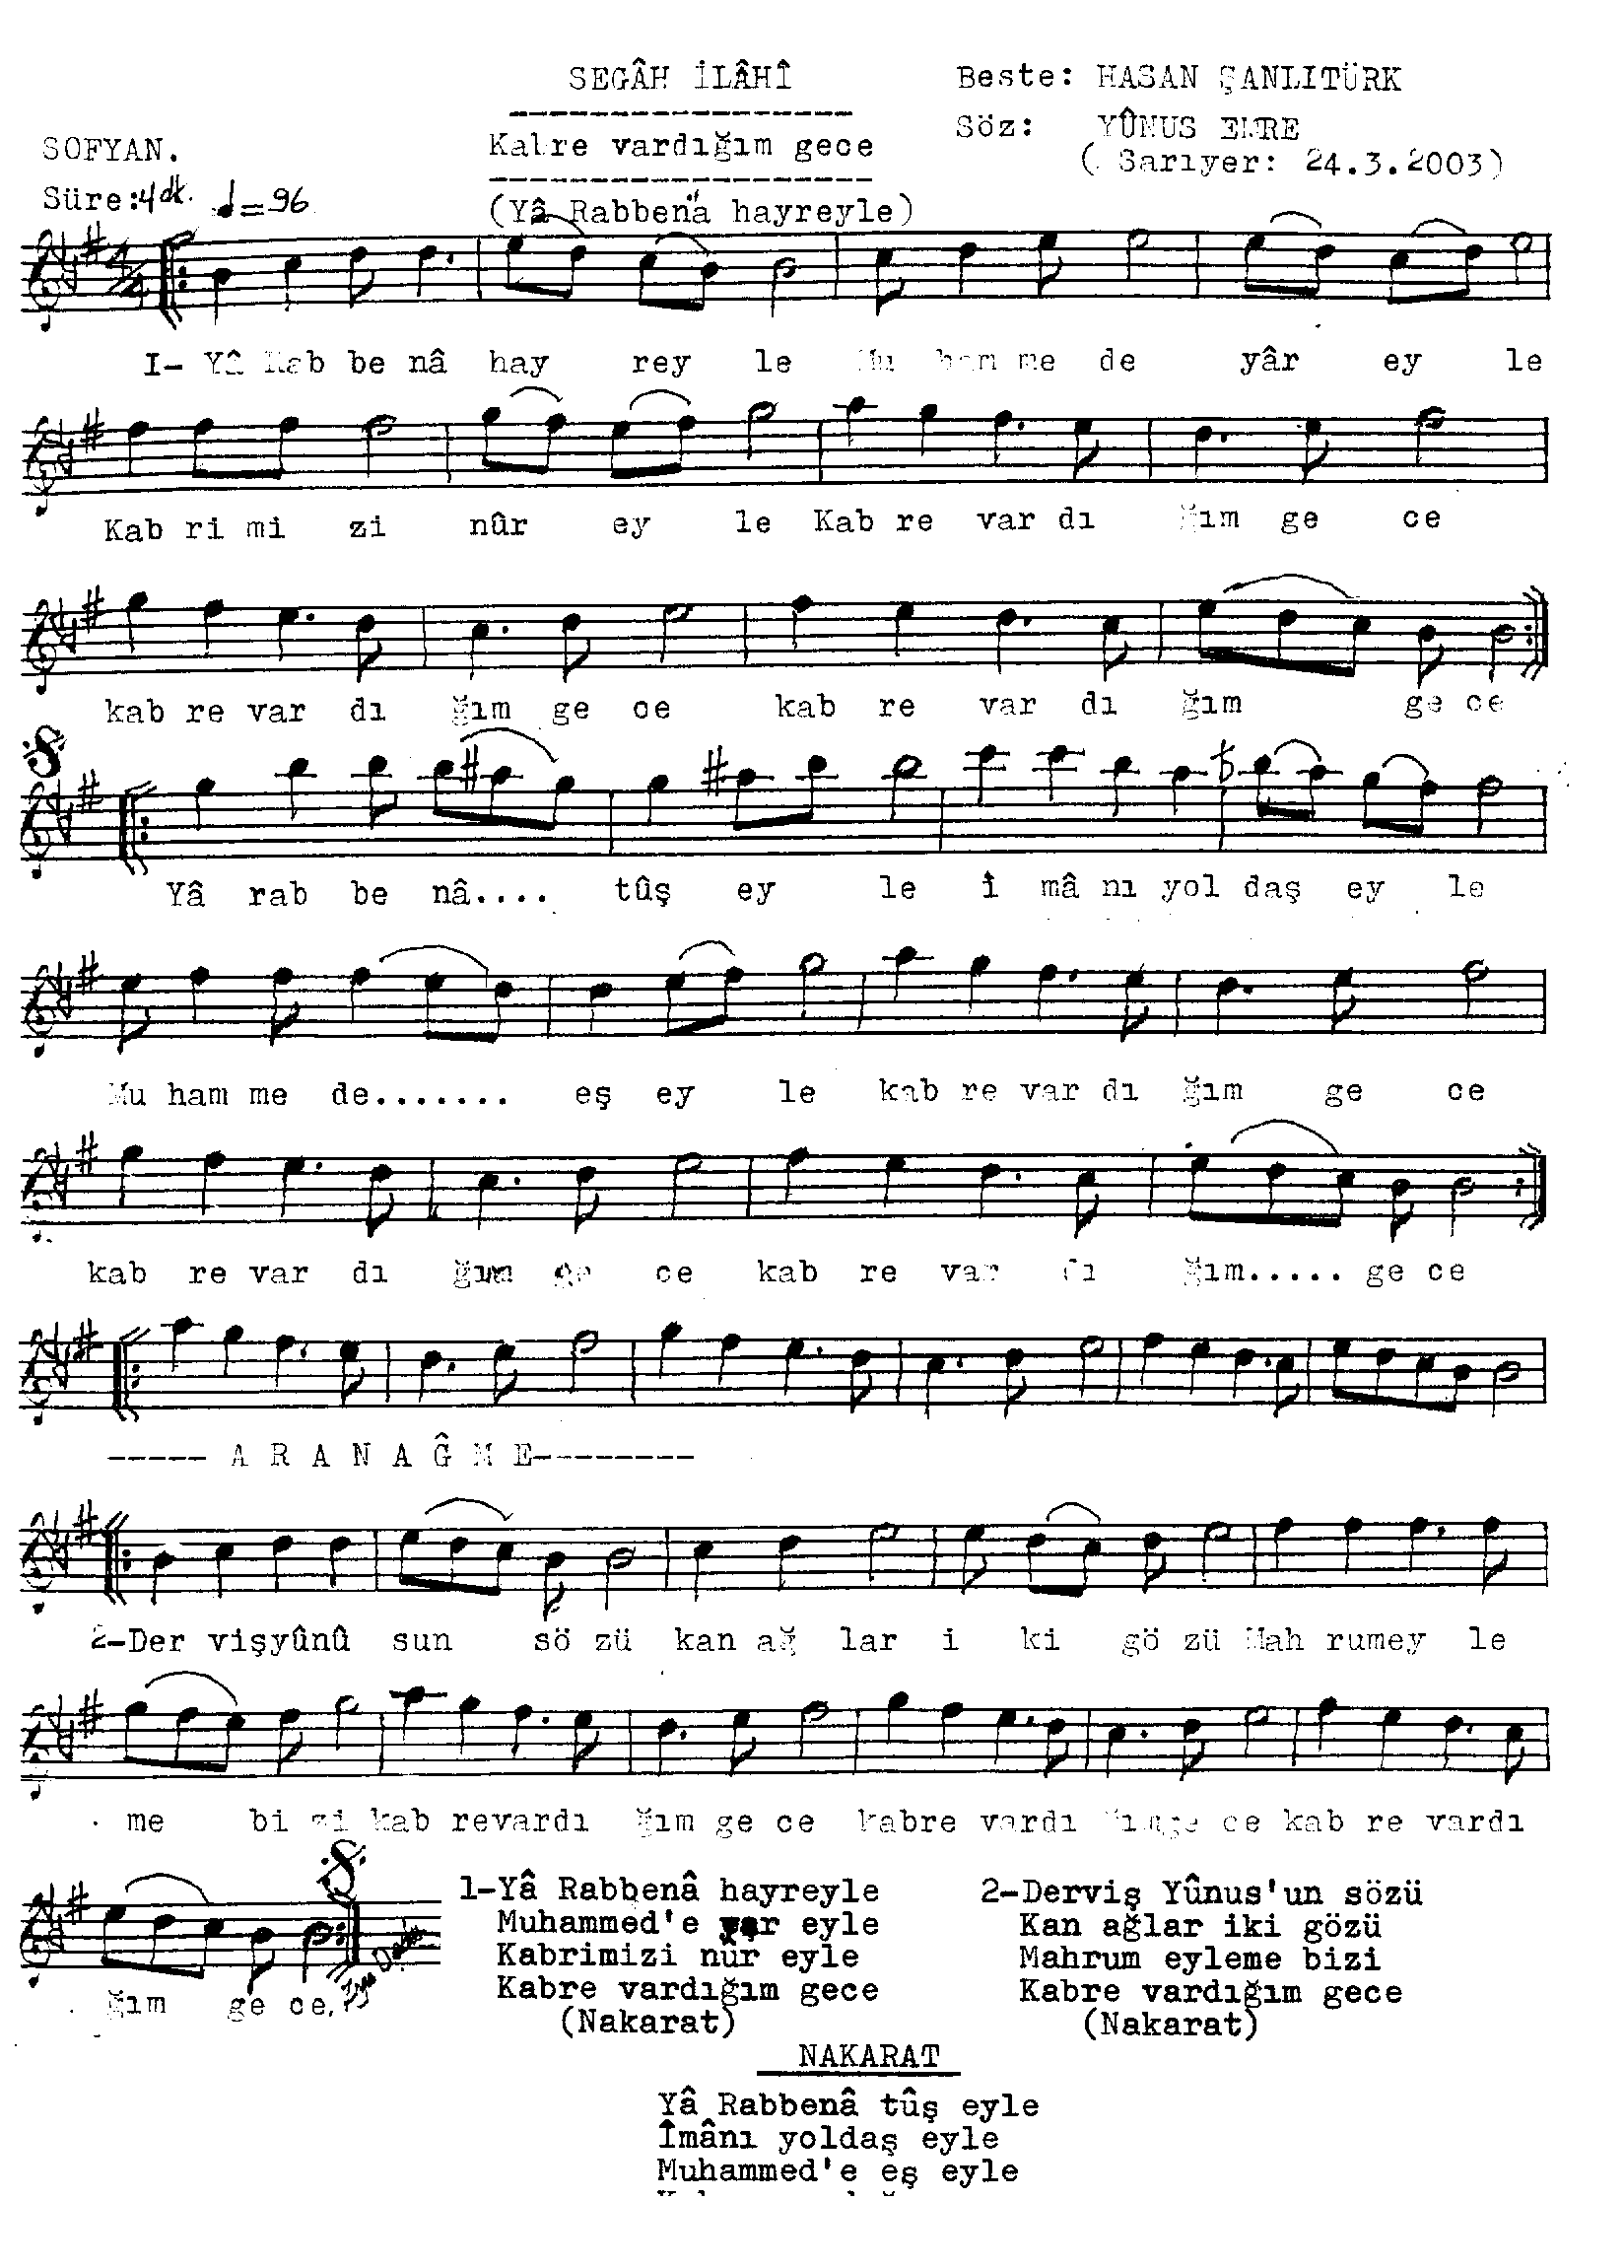 SEGÂH İLÂHÎ
Beste: HASAN ŞANLITÜRK
Söz: YÛNUS EMRE
SOFYAN.
Kabre vardığım gece
( Sarıyer: 24.3.2003)
Süre:4dk. ♩=96
(Yâ Rabbenâ hayreyle)
4/4
I- Yâ Rab be nâ hay rey le Mu ham me de yâr ey le
Kab ri mi zi nûr ey le Kab re var dı ğım ge ce
kab re var dı ğım ge ce kab re var dı ğım ge ce
Yâ rab be nâ.... tûş ey le î mâ nı yol daş ey le
Mu ham me de....... eş ey le kab re var dı ğım ge ce
kab re var dı ğım ge ce kab re var dı ğım..... ge ce
----- A R A N A Ğ M E--------
2-Der vişyûnû sun sö zü kan ağ lar i ki gö zü Mah rumey le
me bi zi kab revardı ğım ge ce kabre vardı ğımge ce kab re vardı
ğım ge ce.
1-Yâ Rabbenâ hayreyle
Muhammed'e yar eyle
Kabrimizi nûr eyle
Kabre vardığım gece
(Nakarat)
2-Derviş Yûnus'un sözü
Kan ağlar iki gözü
Mahrum eyleme bizi
Kabre vardığım gece
(Nakarat)
NAKARAT
Yâ Rabbenâ tûş eyle
Îmânı yoldaş eyle
Muhammed'e eş eyle